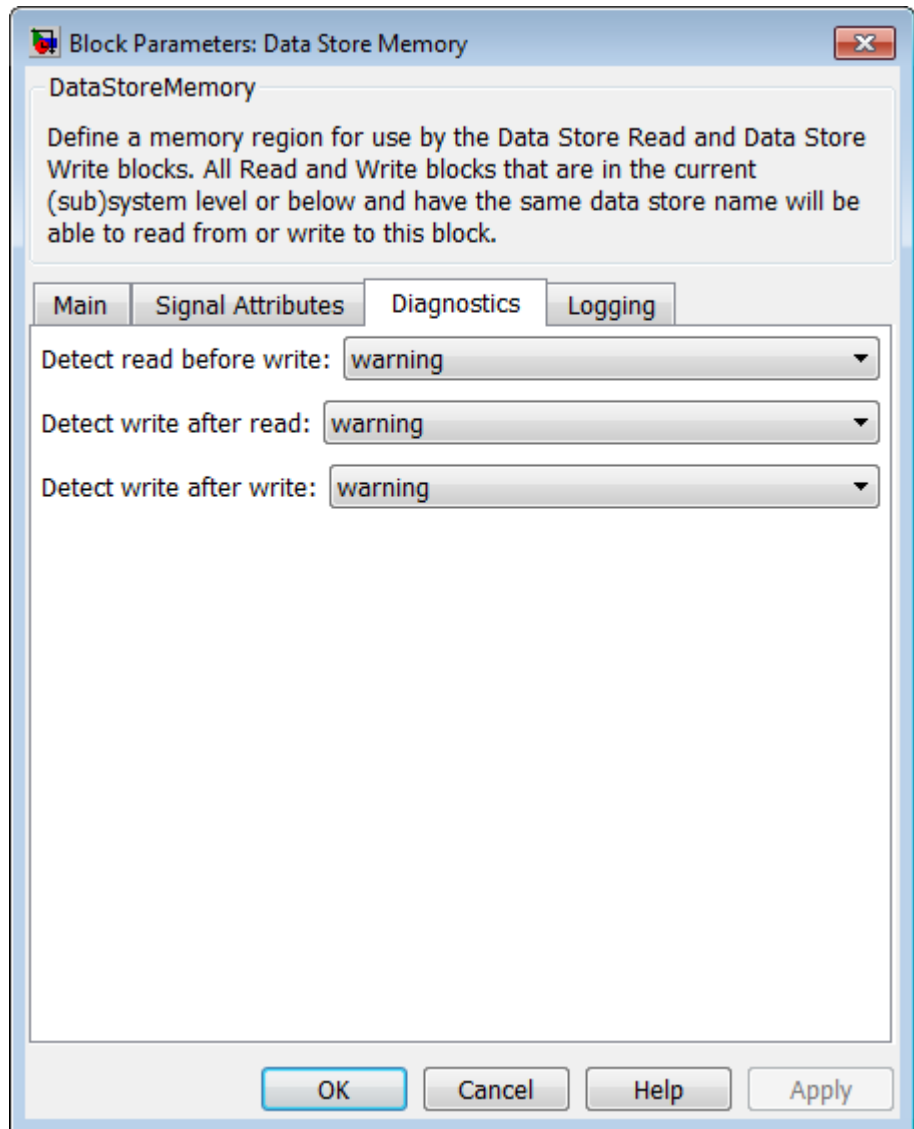 Block Parameters: Data Store Memory
DataStoreMemory
Define a memory region for use by the Data Store Read and Data Store
Write blocks. All Read and Write blocks that are in the current
(sub)system level or below and have the same data store name will be
able to read from or write to this block.
Main Signal Attributes Diagnostics Logging
Detect read before write: warning
Detect write after read: warning
Detect write after write: warning
OK Cancel Help Apply